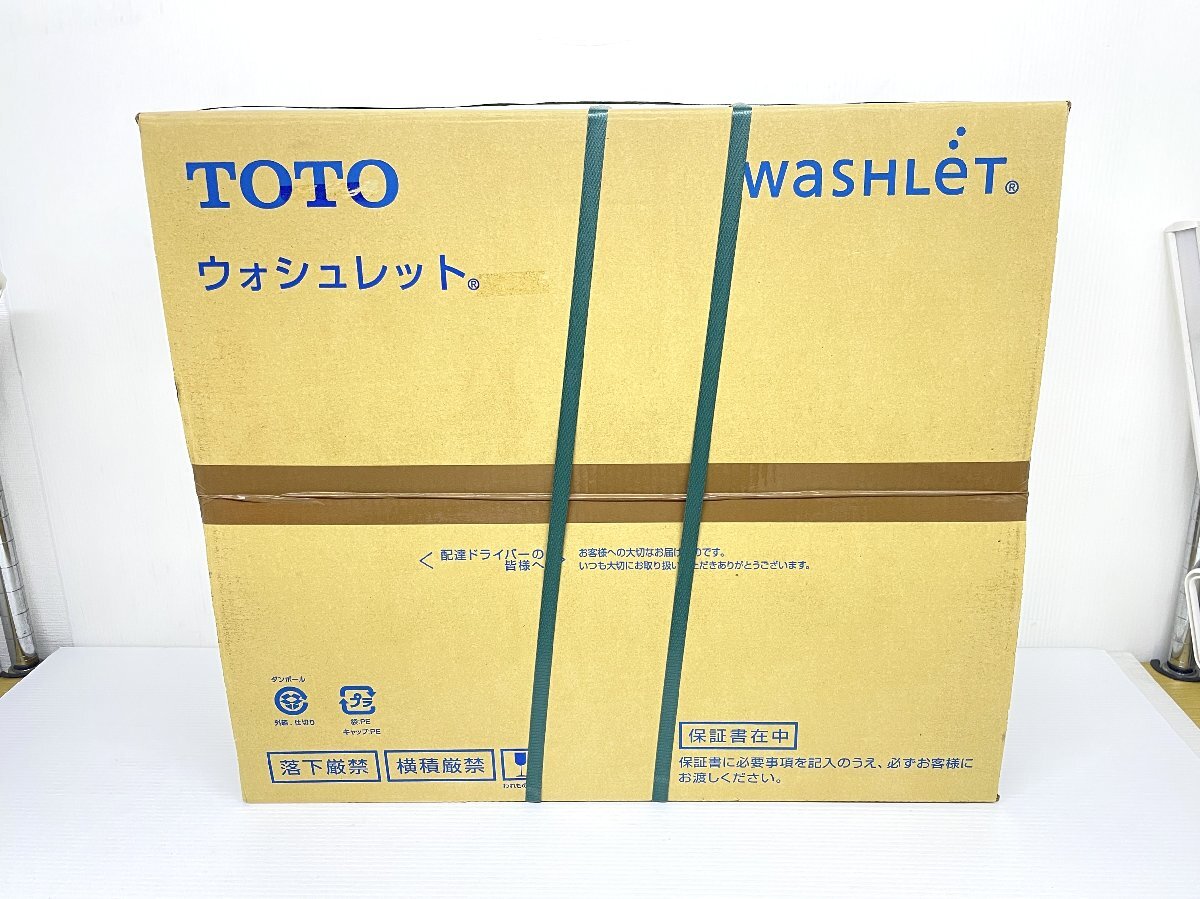 TOTO
WASHLET®
ウォシュレット®
配達ドライバーの
皆様へ
お客様への大切なお届け のです。
いつも大切にお取り扱い ただきありがとうございます。
ダンボール
外装、仕切り
プラ
袋:PE
キャップ:PE
落下厳禁
横積厳禁
われもの
保証書在中
保証書に必要事項を記入のうえ、必ずお客様に
お渡しください。